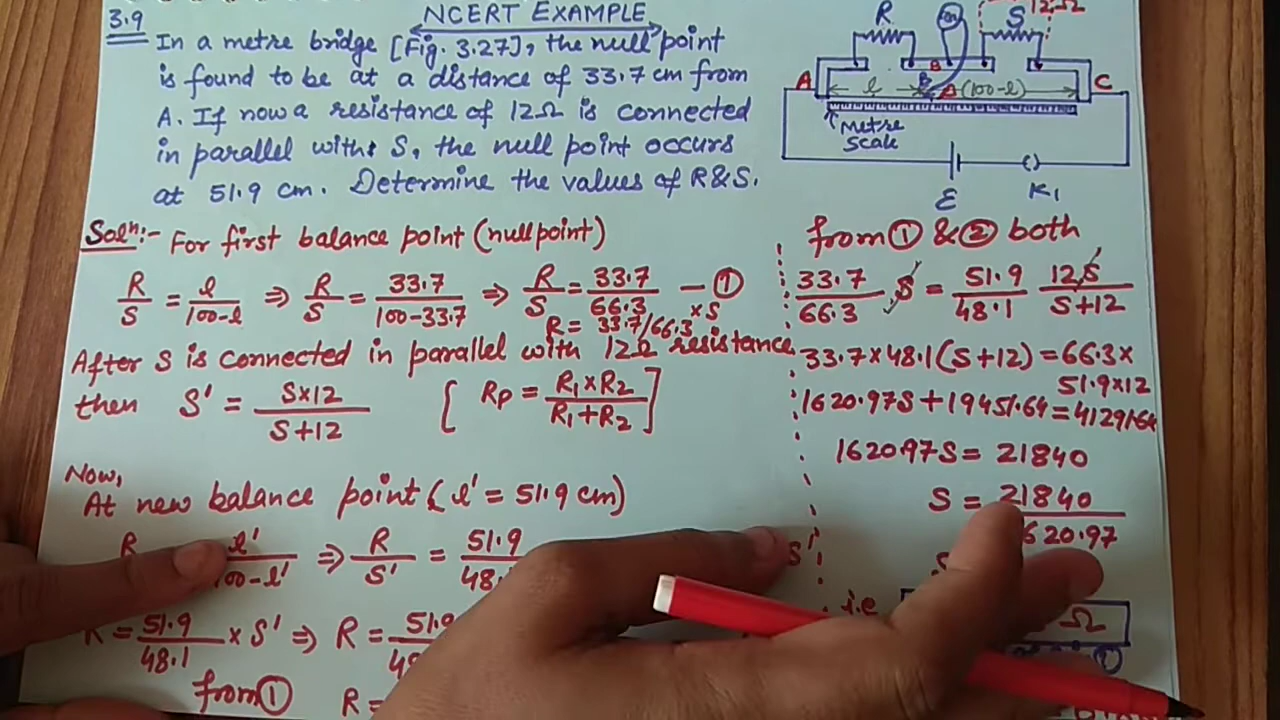 3.9 NCERT EXAMPLE
In a metre bridge [Fig. 3.27], the null point
is found to be at a distance of 33.7 cm from
A. If now a resistance of 12Ω is connected
in parallel with S, the null point occurs
at 51.9 cm. Determine the values of R&S.
R S 12Ω
A B C
l (100-l)
Metre
Scale
ε K1
Solⁿ:- For first balance point (null point)
R/S = l/100-l ⇒ R/S = 33.7/100-33.7 ⇒ R/S = 33.7/66.3 — ①
R = 33.7/66.3 × S
After S is connected in parallel with 12Ω resistance
then S' = S×12/S+12 [ Rp = R1×R2/R1+R2 ]
Now,
At new balance point (l' = 51.9 cm)
R l'/100-l' ⇒ R/S' = 51.9/48.
R = 51.9/48.1 × S' ⇒ R = 51.9
from ① R =
from ① & ② both
33.7/66.3 S = 51.9/48.1 12S/S+12
33.7×48.1(S+12) = 66.3×
51.9×12
1620.97S + 19451.64 = 41291.64
1620.97S = 21840
S = 21840/1620.97
i.e Ω